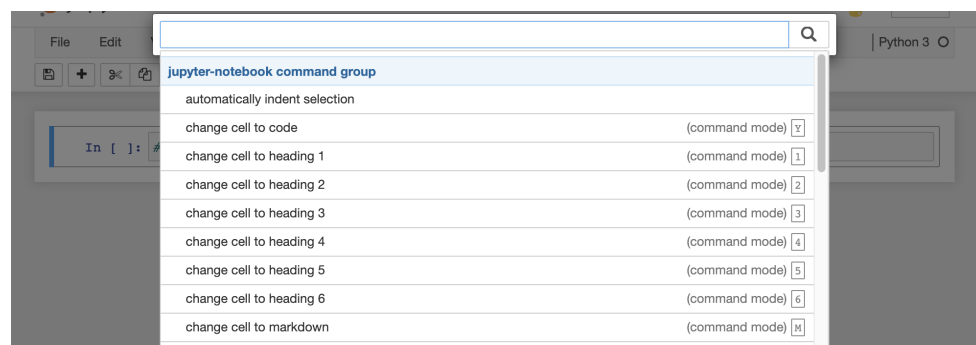 File Edit
Python 3
jupyter-notebook command group
automatically indent selection
change cell to code (command mode) Y
In [ ]: #
change cell to heading 1 (command mode) 1
change cell to heading 2 (command mode) 2
change cell to heading 3 (command mode) 3
change cell to heading 4 (command mode) 4
change cell to heading 5 (command mode) 5
change cell to heading 6 (command mode) 6
change cell to markdown (command mode) M